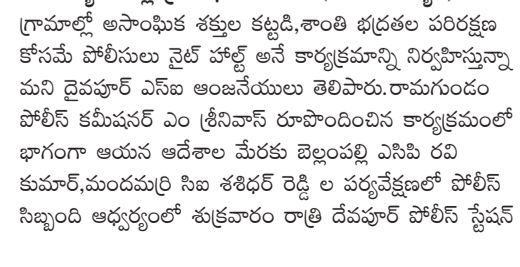 గ్రామాల్లో అసాంఘిక శక్తుల కట్టడి,శాంతి భద్రతల పరిరక్షణ
కోసమే పోలీసులు నైట్ హాల్ట్ అనే కార్యక్రమాన్ని నిర్వహిస్తున్నా
మని దైవపూర్ ఎస్ఐ ఆంజనేయులు తెలిపారు.రామగుండం
పోలీస్ కమీషనర్ ఎం శ్రీనివాస్ రూపొందించిన కార్యక్రమంలో
భాగంగా ఆయన ఆదేశాల మేరకు బెల్లంపల్లి ఎసిపి రవి
కుమార్,మందమర్రి సిఐ శశిధర్ రెడ్డి ల పర్యవేక్షణలో పోలీస్
సిబ్బంది ఆధ్వర్యంలో శుక్రవారం రాత్రి దేవపూర్ పోలీస్ స్టేషన్